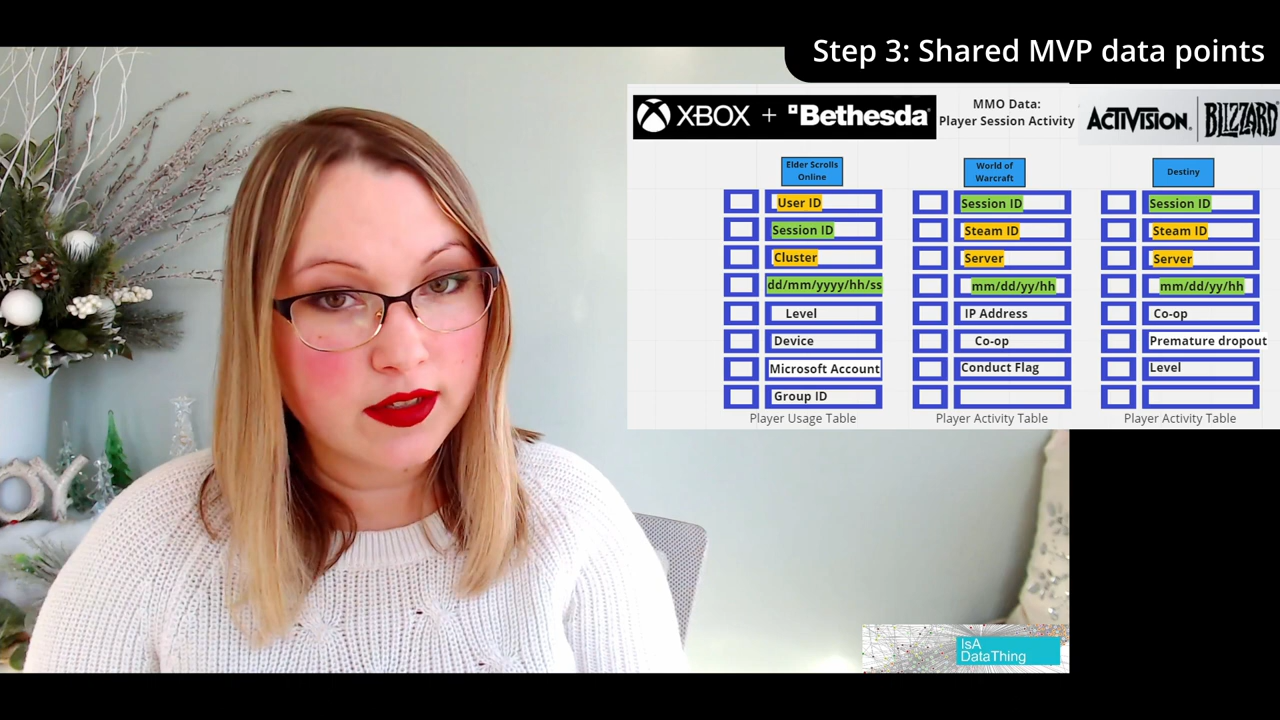 Step 3: Shared MVP data points
XBOX + Bethesda
MMO Data:
Player Session Activity
ACTIVISION. BLIZZARD
Elder Scrolls
Online
User ID
Session ID
Cluster
dd/mm/yyyy/hh/ss
Level
Device
Microsoft Account
Group ID
Player Usage Table
World of
Warcraft
Session ID
Steam ID
Server
mm/dd/yy/hh
IP Address
Co-op
Conduct Flag
Player Activity Table
Destiny
Session ID
Steam ID
Server
mm/dd/yy/hh
Co-op
Premature dropout
Level
Player Activity Table
IsA
DataThing